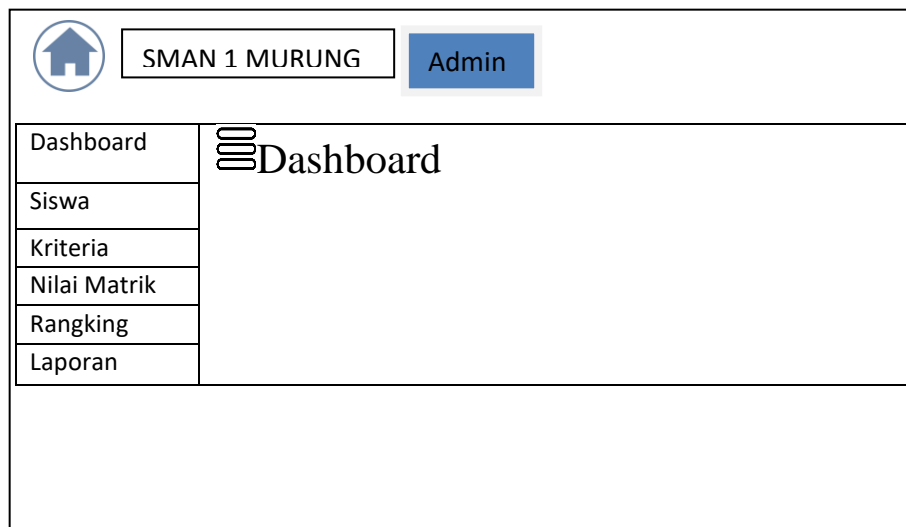 SMAN 1 MURUNG
Admin
Dashboard
Dashboard
Siswa
Kriteria
Nilai Matrik
Rangking
Laporan